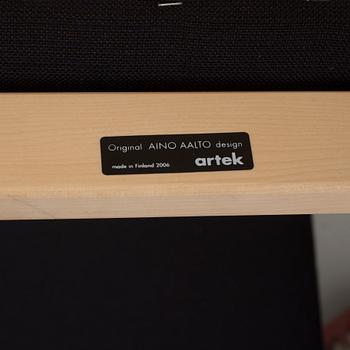 Original AINO AALTO design
made in Finland 2006 artek